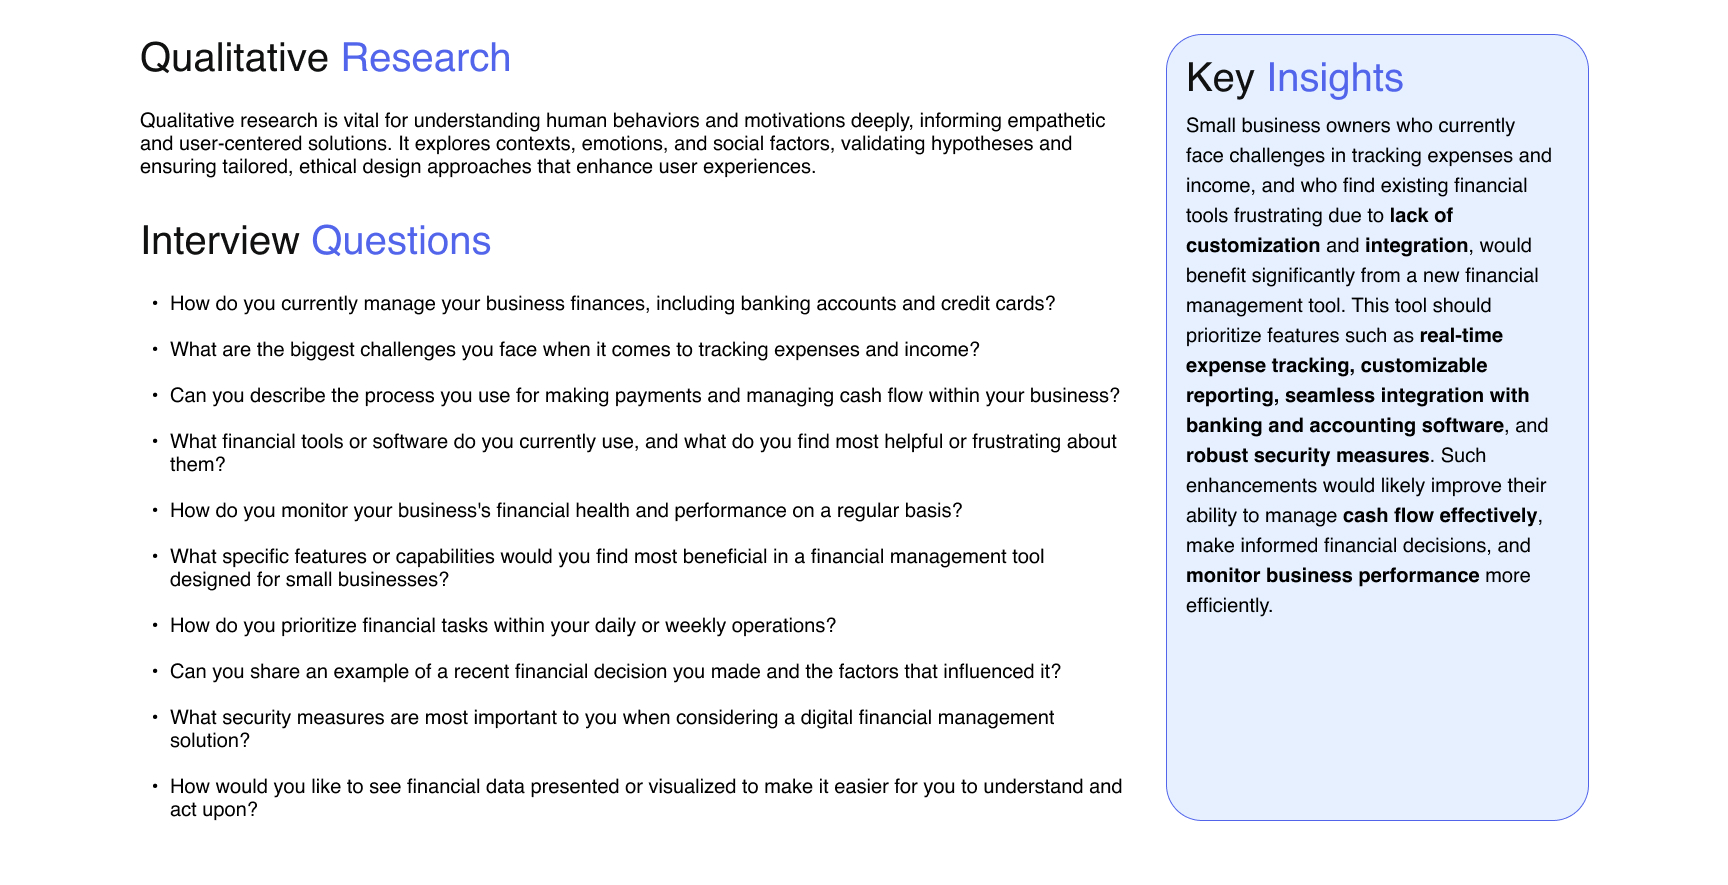 Qualitative Research
Qualitative research is vital for understanding human behaviors and motivations deeply, informing empathetic
and user-centered solutions. It explores contexts, emotions, and social factors, validating hypotheses and
ensuring tailored, ethical design approaches that enhance user experiences.
Interview Questions
• How do you currently manage your business finances, including banking accounts and credit cards?
• What are the biggest challenges you face when it comes to tracking expenses and income?
• Can you describe the process you use for making payments and managing cash flow within your business?
• What financial tools or software do you currently use, and what do you find most helpful or frustrating about
them?
• How do you monitor your business's financial health and performance on a regular basis?
• What specific features or capabilities would you find most beneficial in a financial management tool
designed for small businesses?
• How do you prioritize financial tasks within your daily or weekly operations?
• Can you share an example of a recent financial decision you made and the factors that influenced it?
• What security measures are most important to you when considering a digital financial management
solution?
• How would you like to see financial data presented or visualized to make it easier for you to understand and
act upon?
Key Insights
Small business owners who currently
face challenges in tracking expenses and
income, and who find existing financial
tools frustrating due to lack of
customization and integration, would
benefit significantly from a new financial
management tool. This tool should
prioritize features such as real-time
expense tracking, customizable
reporting, seamless integration with
banking and accounting software, and
robust security measures. Such
enhancements would likely improve their
ability to manage cash flow effectively,
make informed financial decisions, and
monitor business performance more
efficiently.